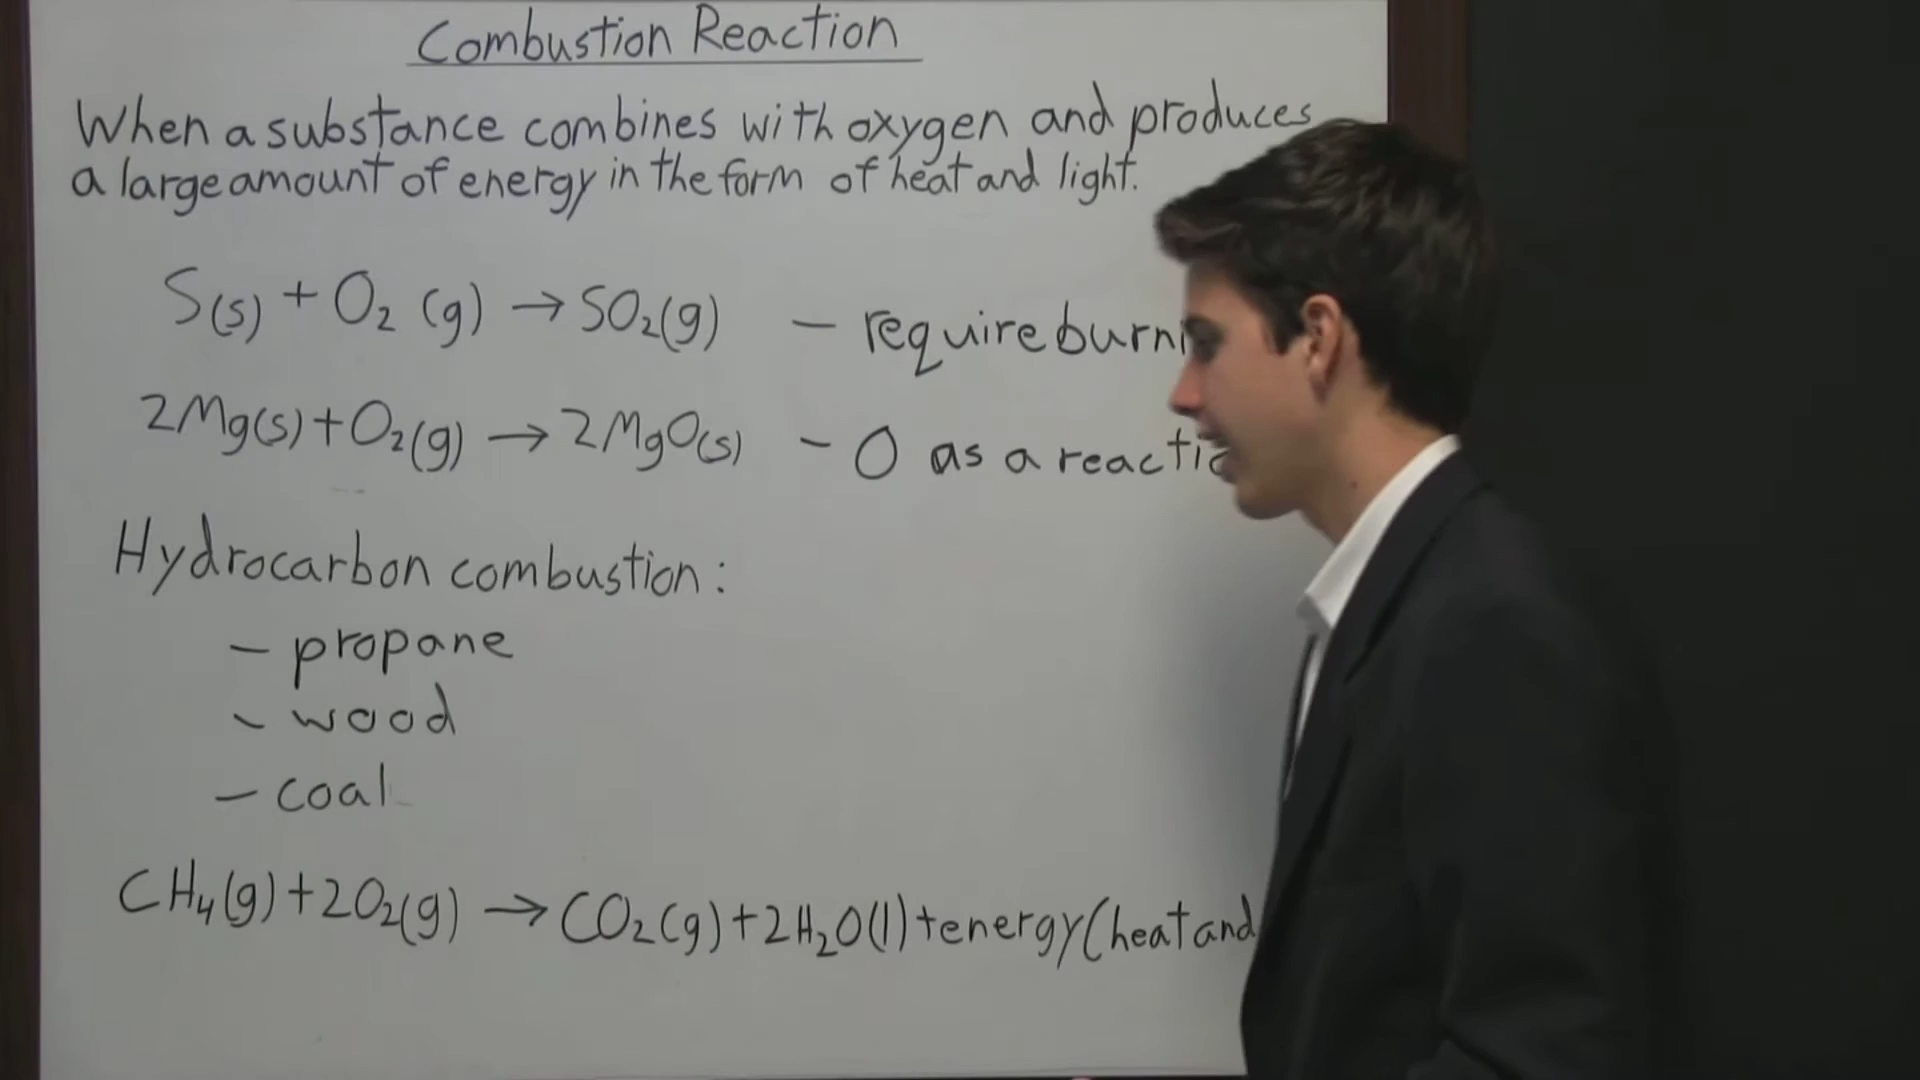 Combustion Reaction
When a substance combines with oxygen and produces
a large amount of energy in the form of heat and light.
S(s) + O₂ (g) → SO₂(g) – require burni
2Mg(s) + O₂(g) → 2MgO(s) – O as a reactio
Hydrocarbon combustion:
– propane
– wood
– coal
CH₄(g) + 2O₂(g) → CO₂(g) + 2H₂O(l) + energy (heat and